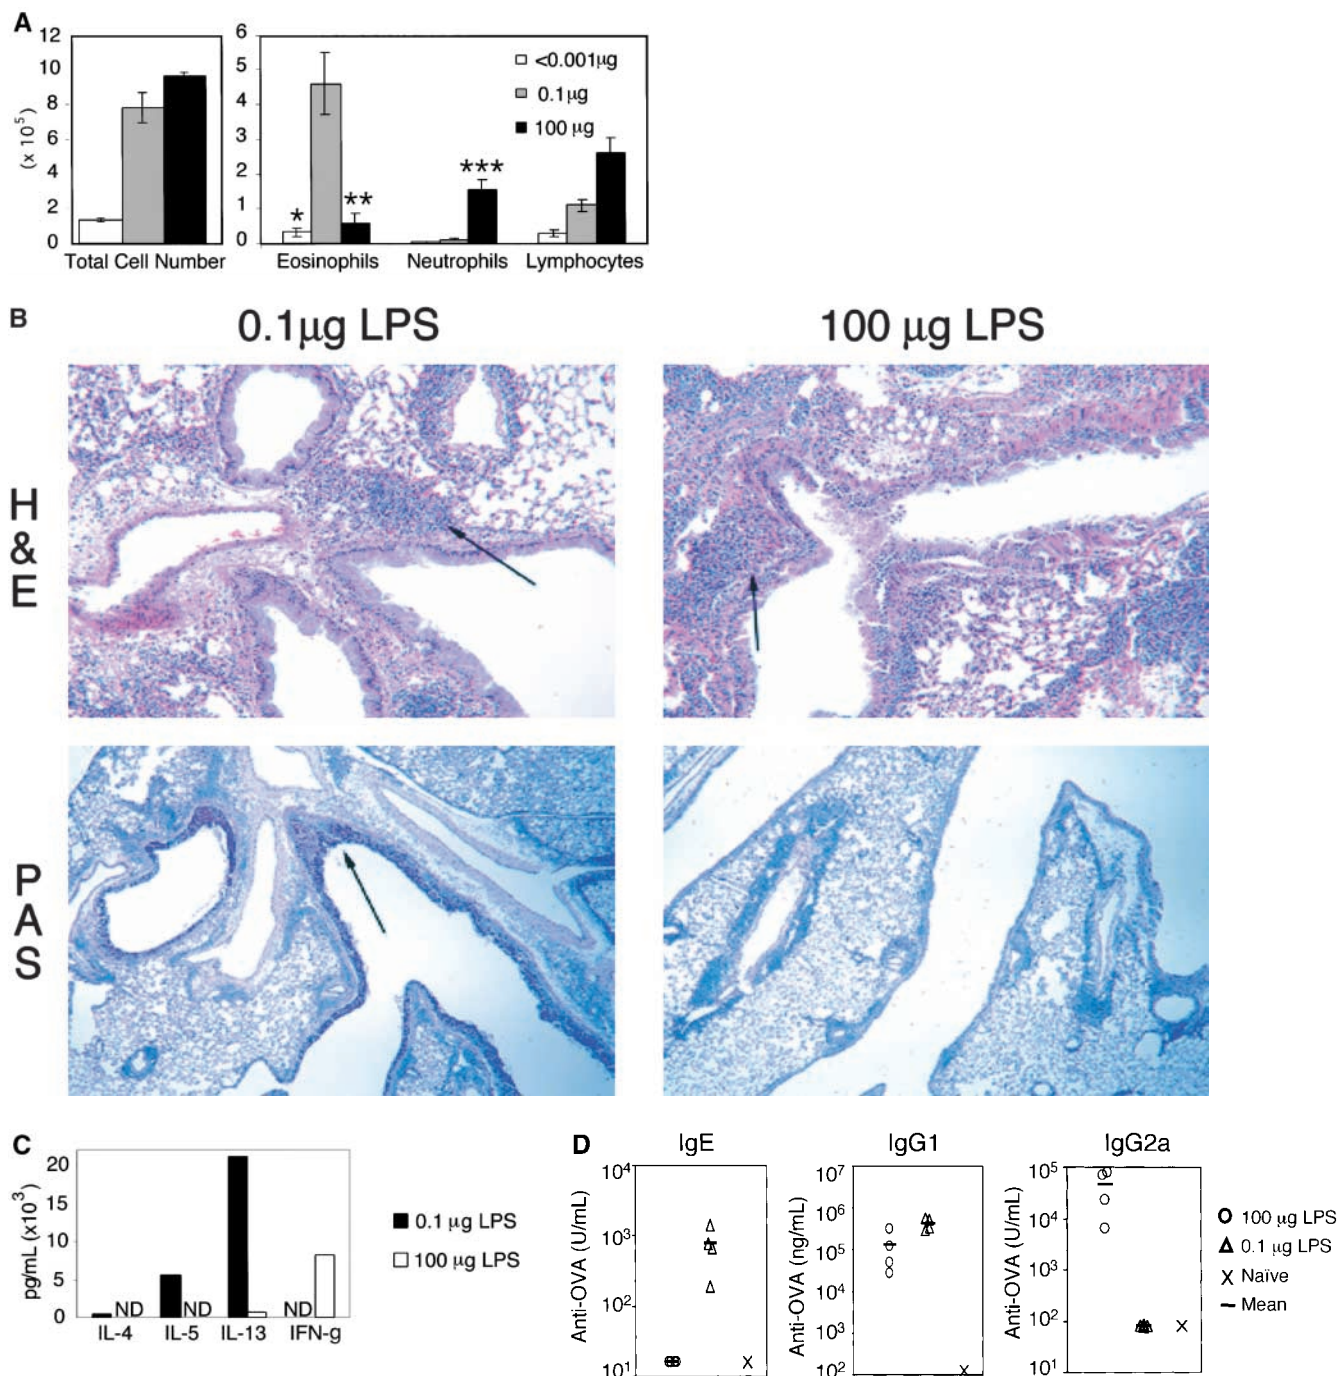 A
12
10
8
6
4
2
0
(x 10⁵)
Total Cell Number
6
5
4
3
2
1
0
<0.001µg
0.1µg
100 µg
*
**
***
Eosinophils
Neutrophils
Lymphocytes
B
0.1µg LPS
100 µg LPS
H&E
PAS
C
20
10
5
0
pg/mL (x10³)
ND
ND
ND
IL-4
IL-5
IL-13
IFN-g
0.1 µg LPS
100 µg LPS
D
IgE
10⁴
10³
10²
10¹
Anti-OVA (U/mL)
IgG1
10⁷
10⁶
10⁵
10⁴
10³
10²
Anti-OVA (ng/mL)
IgG2a
10⁵
10⁴
10³
10²
10¹
Anti-OVA (U/mL)
100 µg LPS
0.1 µg LPS
Naïve
Mean